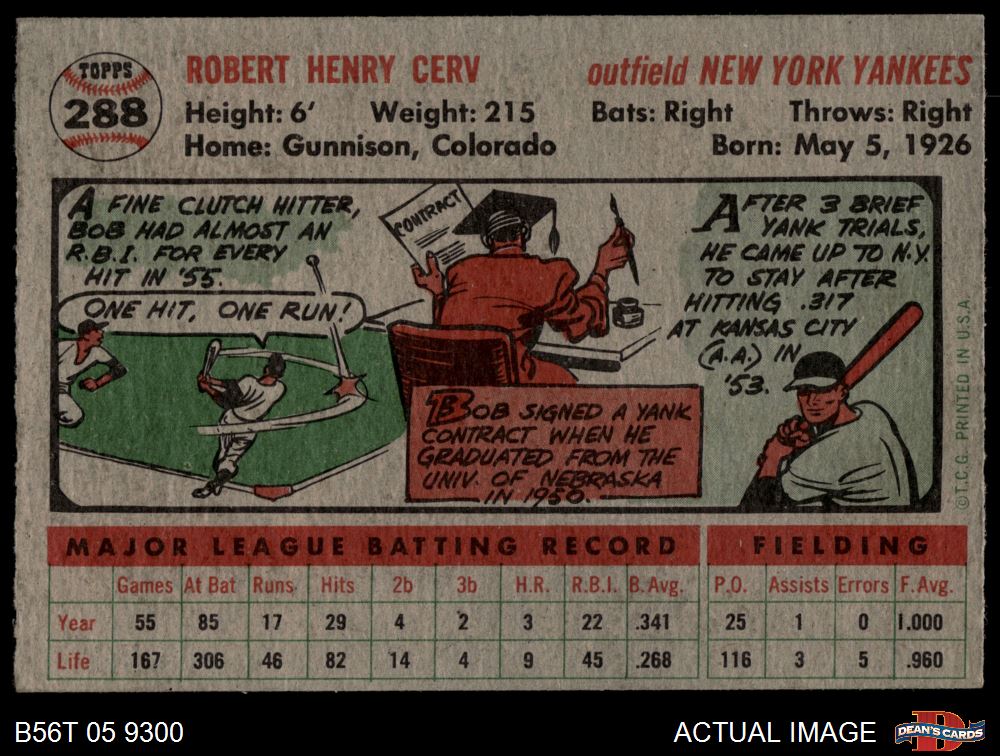 TOPPS
288
ROBERT HENRY CERV
outfield NEW YORK YANKEES
Height: 6' Weight: 215 Bats: Right Throws: Right
Home: Gunnison, Colorado Born: May 5, 1926
A FINE CLUTCH HITTER,
BOB HAD ALMOST AN
R.B.I. FOR EVERY
HIT IN '55.
ONE HIT, ONE RUN!
CONTRACT
BOB SIGNED A YANK
CONTRACT WHEN HE
GRADUATED FROM THE
UNIV. OF NEBRASKA
IN 1950.
AFTER 3 BRIEF
YANK TRIALS,
HE CAME UP TO N.Y.
TO STAY AFTER
HITTING .317
AT KANSAS CITY
(A.A.) IN
'53.
©T.C.G. PRINTED IN U.S.A.
MAJOR LEAGUE BATTING RECORD FIELDING
Games At Bat Runs Hits 2b 3b H.R. R.B.I. B. Avg. P.O. Assists Errors F. Avg.
Year 55 85 17 29 4 2 3 22 .341 25 1 0 1.000
Life 167 306 46 82 14 4 9 45 .268 116 3 5 .960
B56T 05 9300 ACTUAL IMAGE
DEAN'S CARDS